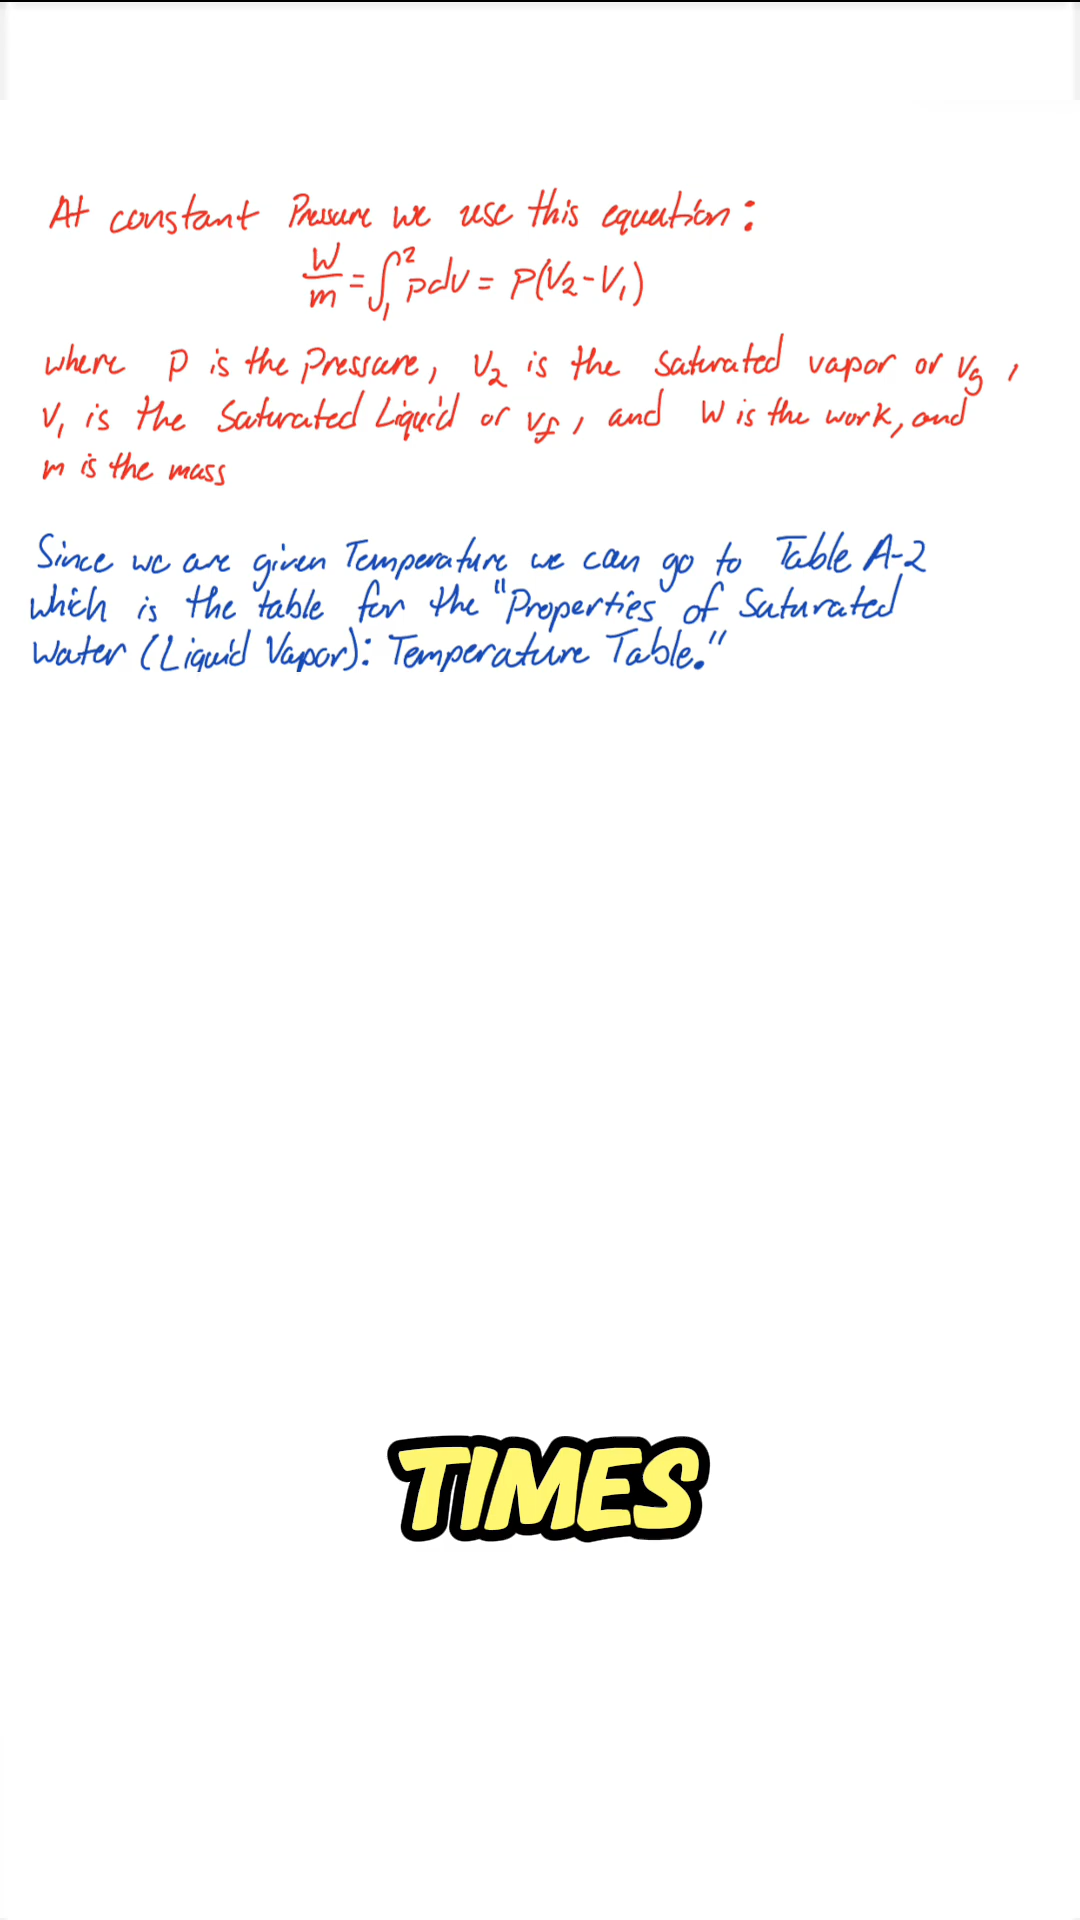 At constant Pressure we use this equation:
W/m = ∫₁² pdv = P(V₂-V₁)
where p is the Pressure, V₂ is the Saturated vapor or Vg,
V₁ is the Saturated Liquid or Vf, and W is the work, and
m is the mass
Since we are given Temperature we can go to Table A-2
which is the table for the "Properties of Saturated
Water (Liquid Vapor): Temperature Table."
TIMES